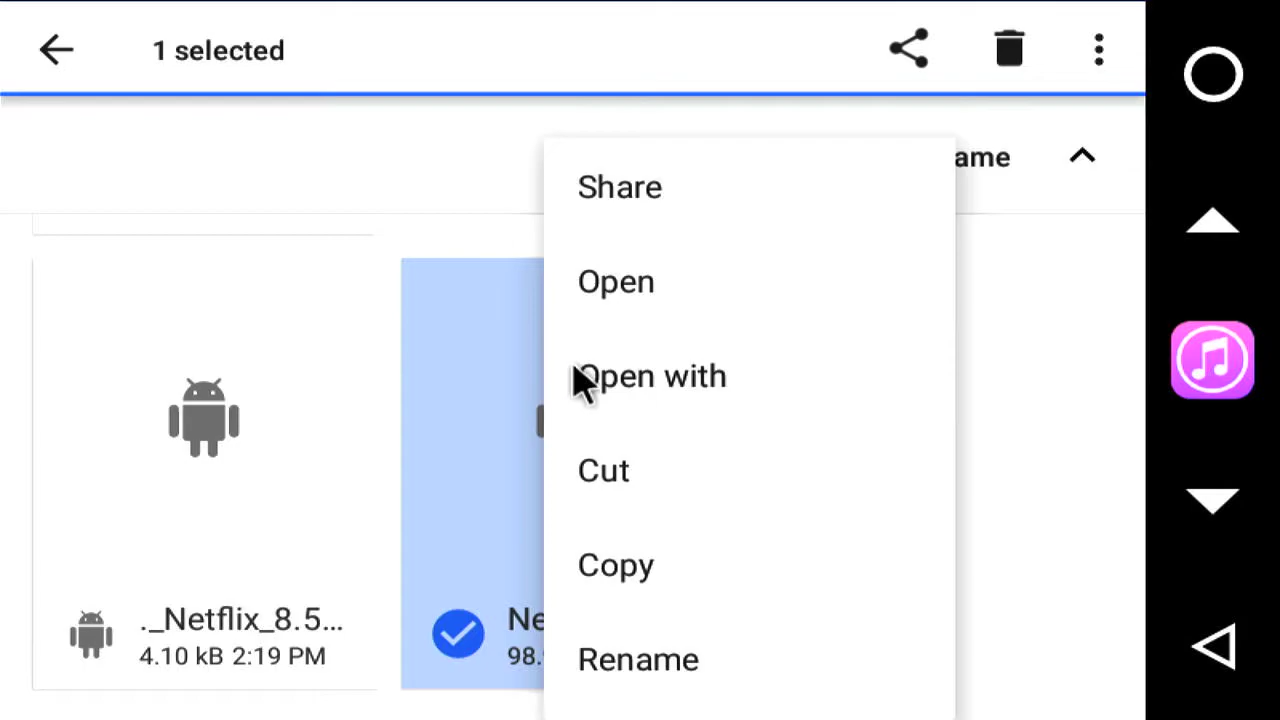 1 selected
ame
Share
Open
Open with
Cut
Copy
Rename
._Netflix_8.5...
4.10 kB 2:19 PM
Ne
98.